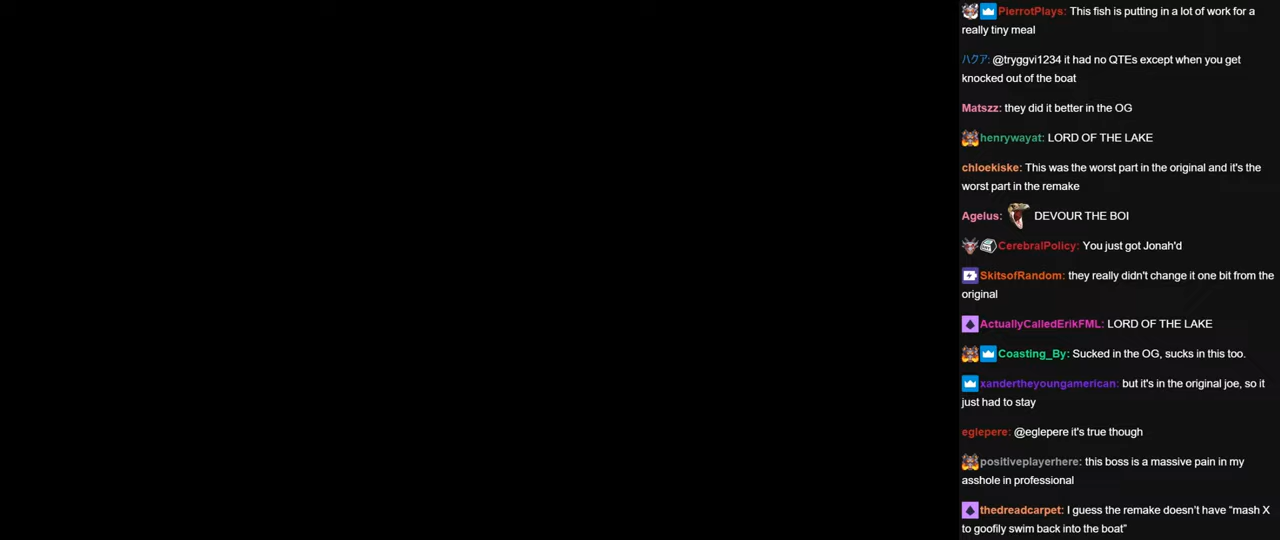 PierrotPlays: This fish is putting in a lot of work for a
really tiny meal
ハクア: @tryggvi1234 it had no QTEs except when you get
knocked out of the boat
Matszz: they did it better in the OG
henrywayat: LORD OF THE LAKE
chloekiske: This was the worst part in the original and it's the
worst part in the remake
Agelus: DEVOUR THE BOI
CerebralPolicy: You just got Jonah'd
SkitsofRandom: they really didn't change it one bit from the
original
ActuallyCalledErikFML: LORD OF THE LAKE
Coasting_By: Sucked in the OG, sucks in this too.
xandertheyoungamerican: but it's in the original joe, so it
just had to stay
eglepere: @eglepere it's true though
positiveplayerhere: this boss is a massive pain in my
asshole in professional
thedreadcarpet: I guess the remake doesn't have “mash X
to goofily swim back into the boat”